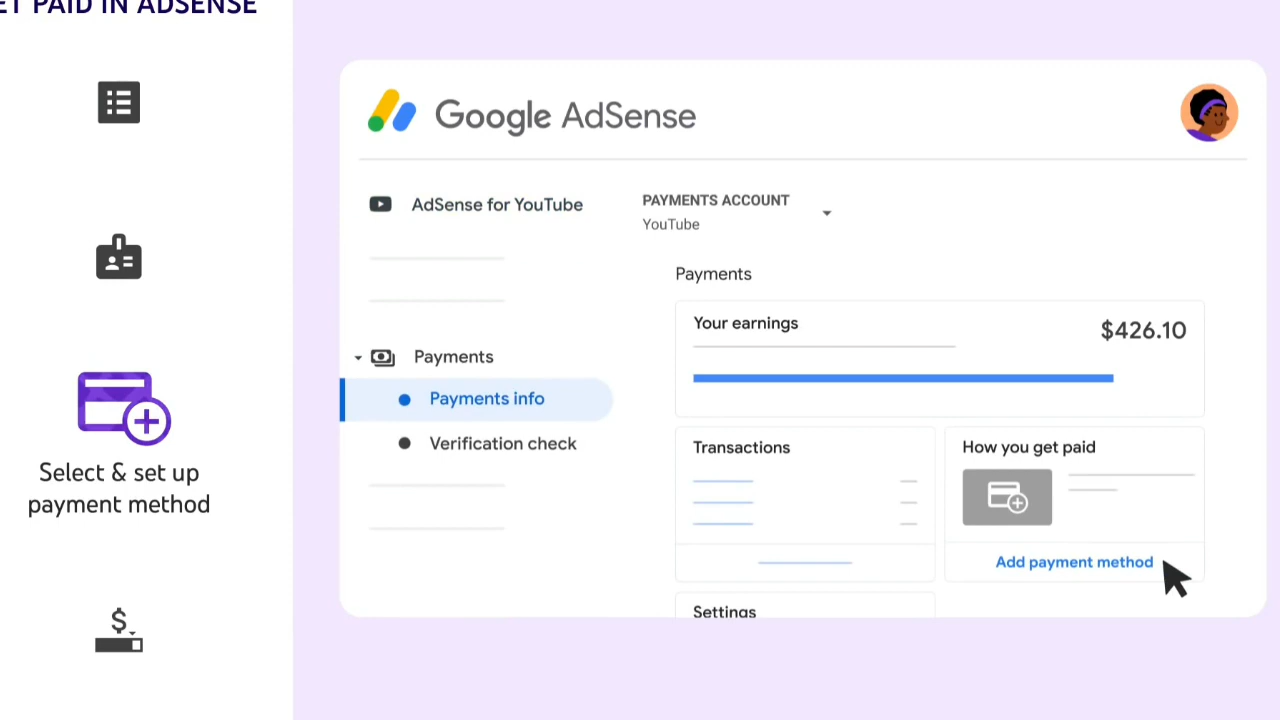 ET PAID IN ADSENSE
Select & set up
payment method
$
Google AdSense
AdSense for YouTube
PAYMENTS ACCOUNT
YouTube
Payments
Payments info
Verification check
Payments
Your earnings
$426.10
Transactions
How you get paid
Add payment method
Settings